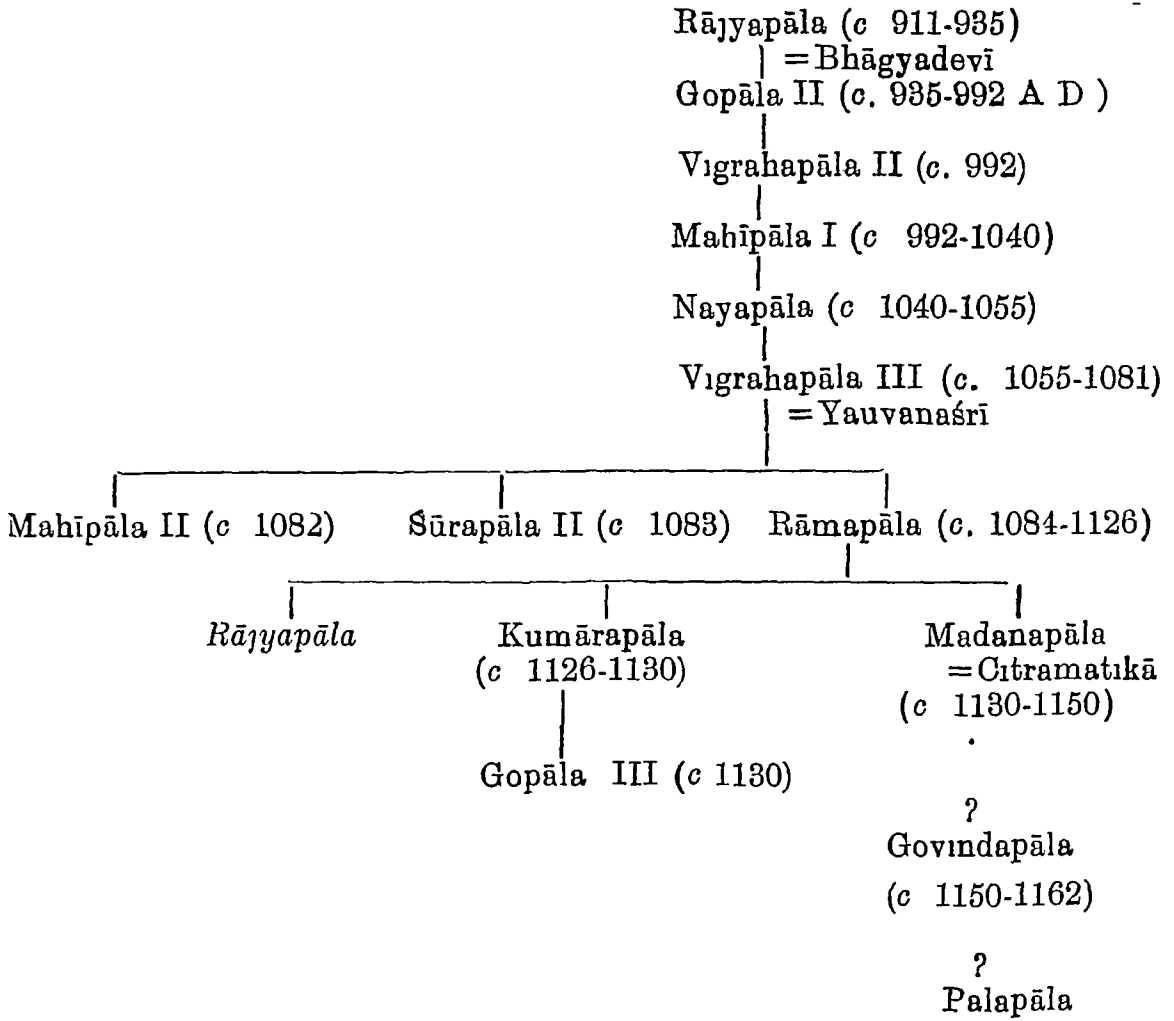 Rājyapāla (c 911-935)
=Bhāgyadevī
Gopāla II (c. 935-992 A D )
Vigrahapāla II (c. 992)
Mahīpāla I (c 992-1040)
Nayapāla (c 1040-1055)
Vigrahapāla III (c. 1055-1081)
=Yauvanaśrī
Mahīpāla II (c 1082) Śūrapāla II (c 1083) Rāmapāla (c. 1084-1126)
Rājyapāla Kumārapāla Madanapāla
=Citramatikā
(c 1126-1130)
(c 1130-1150)
Gopāla III (c 1130)
?
Govindapāla
(c 1150-1162)
?
Palapāla